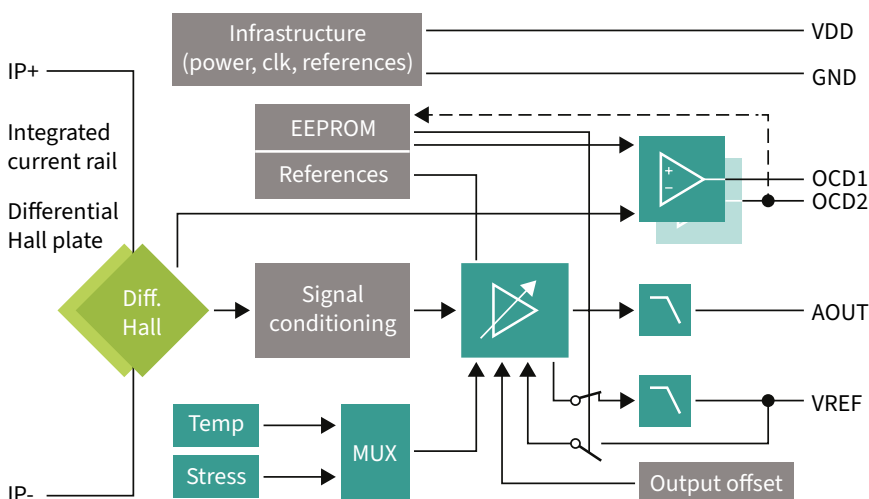 Infrastructure
(power, clk, references)
VDD
GND
IP+
Integrated
current rail
Differential
Hall plate
EEPROM
References
+
−
OCD1
OCD2
Diff.
Hall
Signal
conditioning
AOUT
VREF
Temp
Stress
MUX
Output offset
IP-